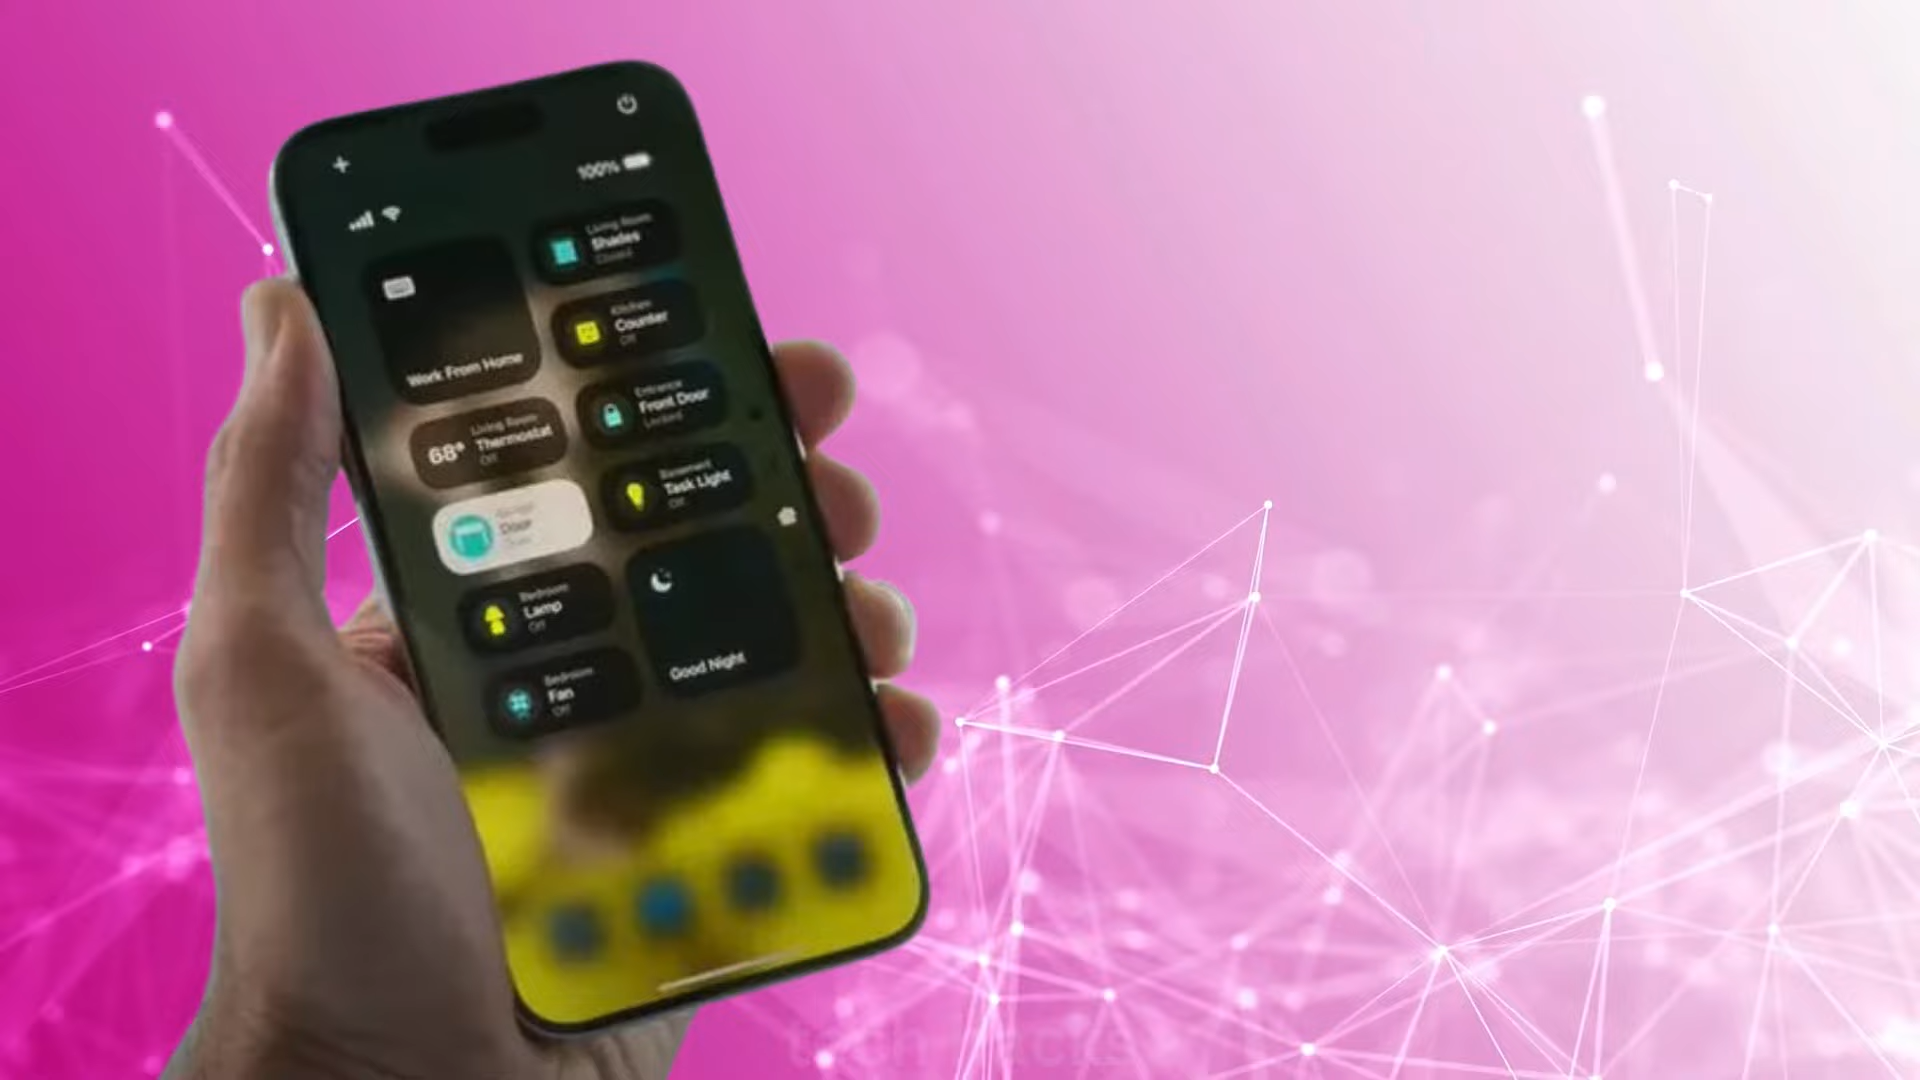 100%
Living Room
Shades
Closed
Kitchen
Counter
Off
Work From Home
Entrance
Front Door
Locked
68°
Living Room
Thermostat
Off
Basement
Task Light
Off
Door
Bedroom
Lamp
Off
Good Night
Bedroom
Fan
Off